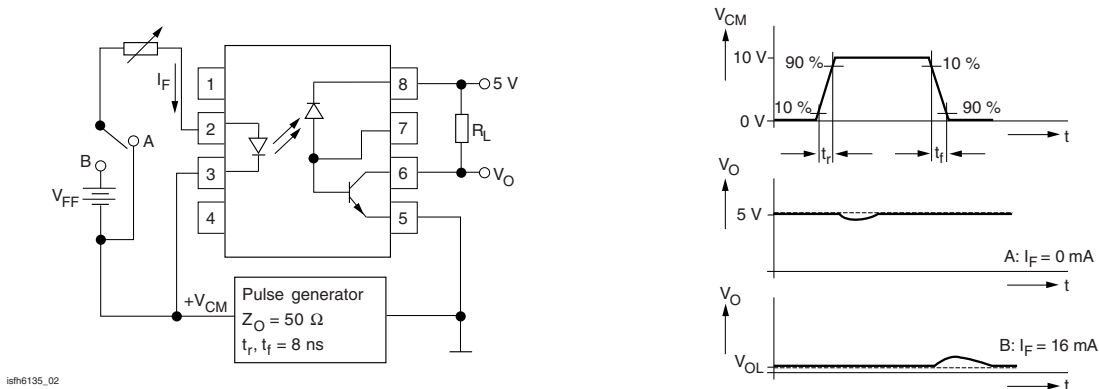 I_F
1
2
3
4
8
7
6
5
5 V
R_L
V_O
A
B
V_FF
+V_CM
Pulse generator
Z_O = 50 Ω
t_r, t_f = 8 ns
isfh6135_02
V_CM
10 V
90 %
10 %
10 %
90 %
0 V
t
t_r
t_f
V_O
5 V
A: I_F = 0 mA
t
V_O
B: I_F = 16 mA
V_OL
t